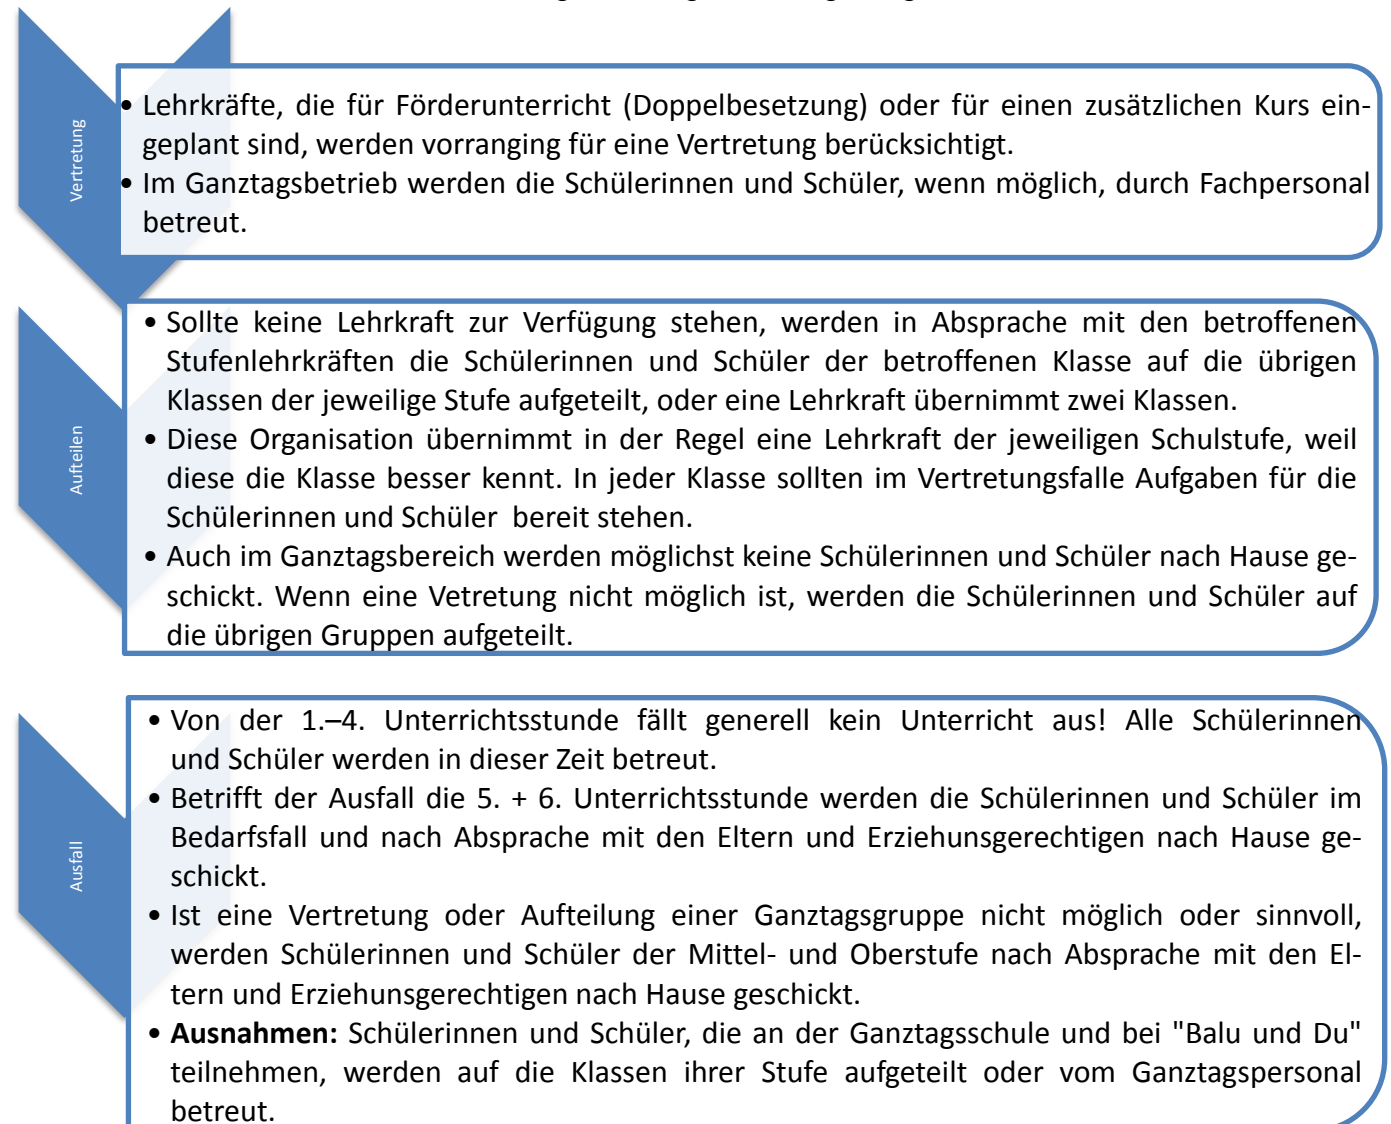 Vertretung
• Lehrkräfte, die für Förderunterricht (Doppelbesetzung) oder für einen zusätzlichen Kurs ein-
geplant sind, werden vorranging für eine Vertretung berücksichtigt.
• Im Ganztagsbetrieb werden die Schülerinnen und Schüler, wenn möglich, durch Fachpersonal
betreut.
Aufteilen
• Sollte keine Lehrkraft zur Verfügung stehen, werden in Absprache mit den betroffenen
Stufenlehrkräften die Schülerinnen und Schüler der betroffenen Klasse auf die übrigen
Klassen der jeweilige Stufe aufgeteilt, oder eine Lehrkraft übernimmt zwei Klassen.
• Diese Organisation übernimmt in der Regel eine Lehrkraft der jeweiligen Schulstufe, weil
diese die Klasse besser kennt. In jeder Klasse sollten im Vertretungsfalle Aufgaben für die
Schülerinnen und Schüler  bereit stehen.
• Auch im Ganztagsbereich werden möglichst keine Schülerinnen und Schüler nach Hause ge-
schickt. Wenn eine Vetretung nicht möglich ist, werden die Schülerinnen und Schüler auf
die übrigen Gruppen aufgeteilt.
Ausfall
• Von der 1.–4. Unterrichtsstunde fällt generell kein Unterricht aus! Alle Schülerinnen
und Schüler werden in dieser Zeit betreut.
• Betrifft der Ausfall die 5. + 6. Unterrichtsstunde werden die Schülerinnen und Schüler im
Bedarfsfall und nach Absprache mit den Eltern und Erziehunsgerechtigen nach Hause ge-
schickt.
• Ist eine Vertretung oder Aufteilung einer Ganztagsgruppe nicht möglich oder sinnvoll,
werden Schülerinnen und Schüler der Mittel- und Oberstufe nach Absprache mit den El-
tern und Erziehunsgerechtigen nach Hause geschickt.
• Ausnahmen: Schülerinnen und Schüler, die an der Ganztagsschule und bei "Balu und Du"
teilnehmen, werden auf die Klassen ihrer Stufe aufgeteilt oder vom Ganztagspersonal
betreut.